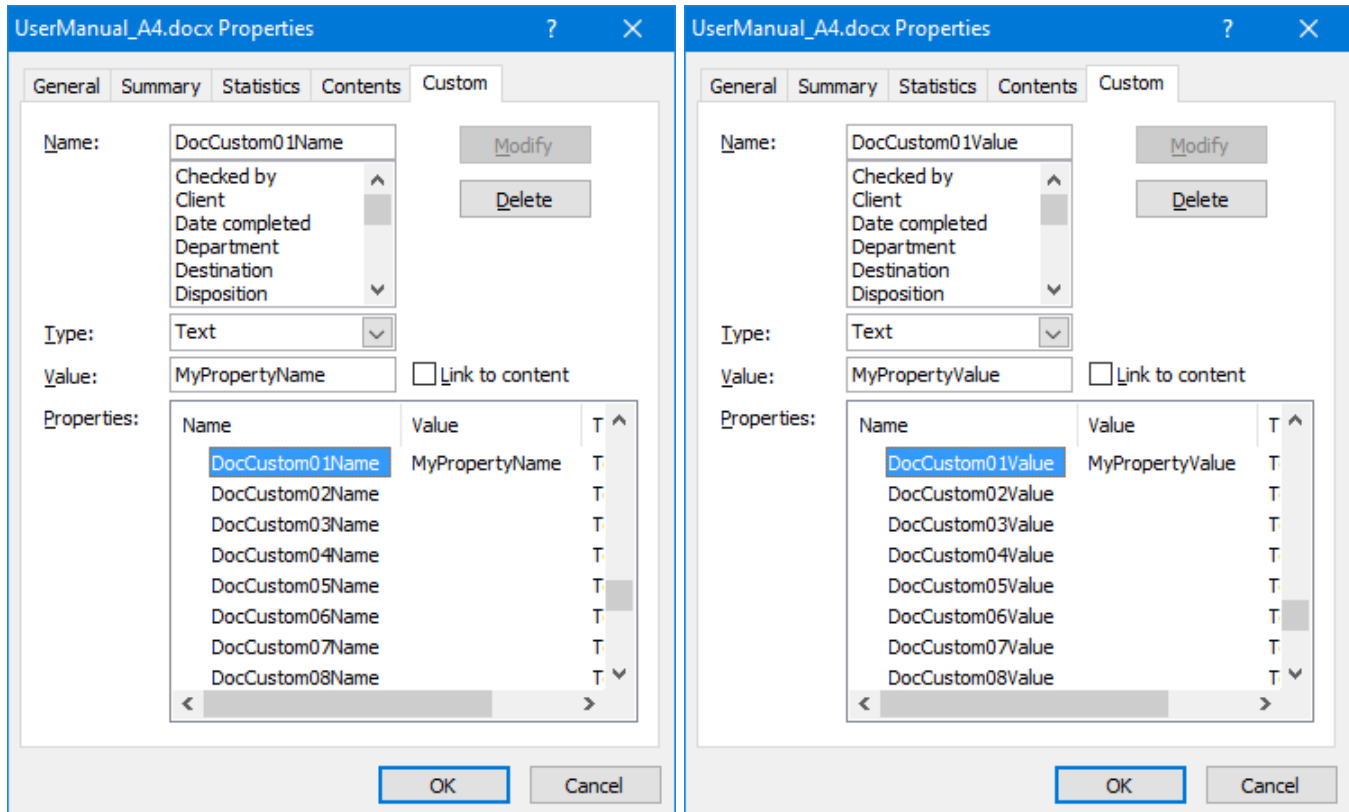 UserManual_A4.docx Properties ? ×
General Summary Statistics Contents Custom
Name: DocCustom01Name Modify
Checked by
Client
Date completed
Department
Destination
Disposition
Delete
Type: Text
Value: MyPropertyName Link to content
Properties: Name Value T
DocCustom01Name MyPropertyName T
DocCustom02Name T
DocCustom03Name T
DocCustom04Name T
DocCustom05Name T
DocCustom06Name T
DocCustom07Name T
DocCustom08Name T
OK Cancel
UserManual_A4.docx Properties ? ×
General Summary Statistics Contents Custom
Name: DocCustom01Value Modify
Checked by
Client
Date completed
Department
Destination
Disposition
Delete
Type: Text
Value: MyPropertyValue Link to content
Properties: Name Value T
DocCustom01Value MyPropertyValue T
DocCustom02Value T
DocCustom03Value T
DocCustom04Value T
DocCustom05Value T
DocCustom06Value T
DocCustom07Value T
DocCustom08Value T
OK Cancel